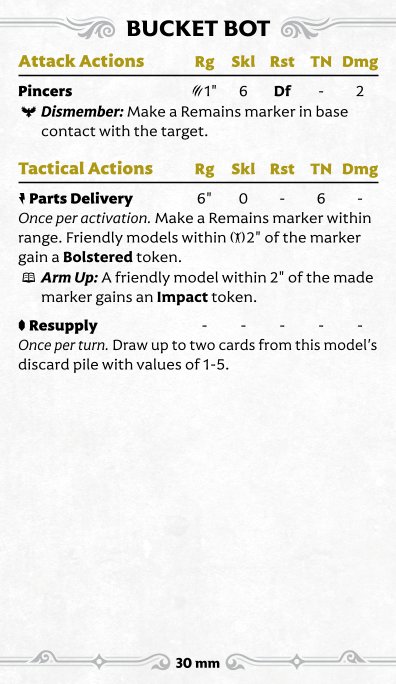 BUCKET BOT
Attack Actions Rg Skl Rst TN Dmg
Pincers 1" 6 Df - 2
Dismember: Make a Remains marker in base
contact with the target.
Tactical Actions Rg Skl Rst TN Dmg
Parts Delivery 6" 0 - 6 -
Once per activation. Make a Remains marker within
range. Friendly models within 2" of the marker
gain a Bolstered token.
Arm Up: A friendly model within 2" of the made
marker gains an Impact token.
Resupply - - - - -
Once per turn. Draw up to two cards from this model's
discard pile with values of 1-5.
30 mm